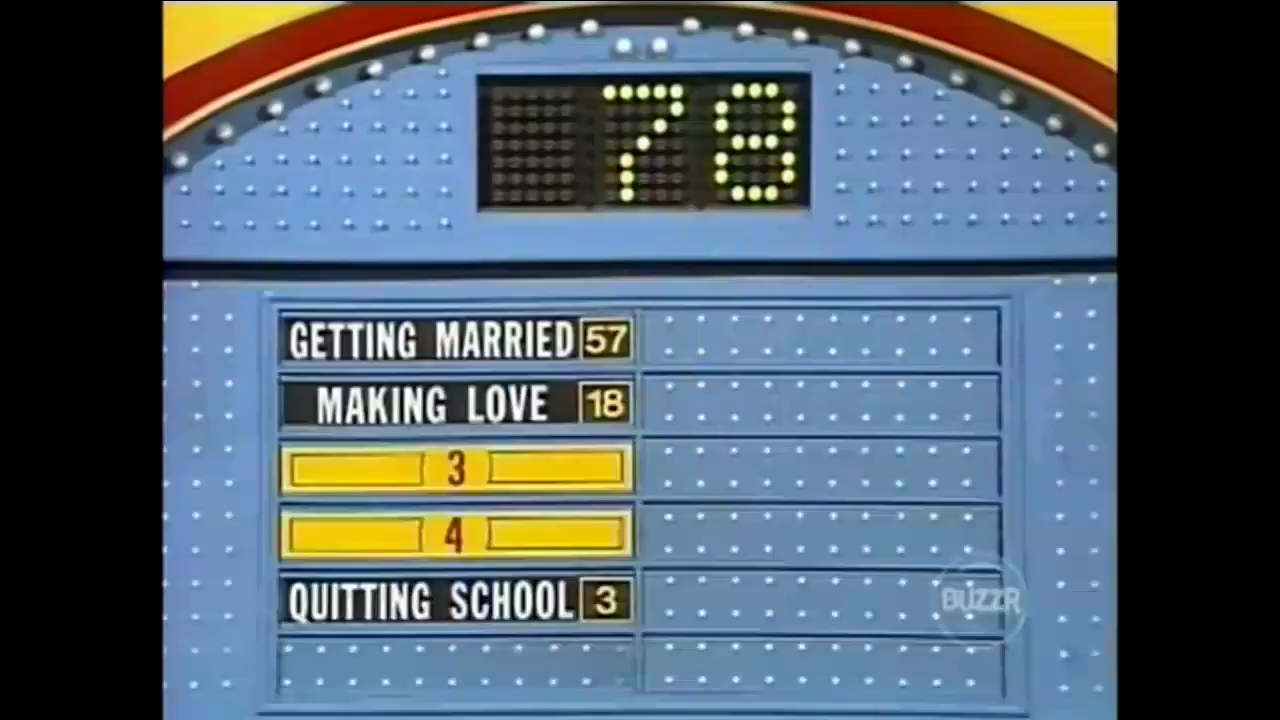 78
GETTING MARRIED 57
MAKING LOVE 18
3
4
QUITTING SCHOOL 3
BUZZR